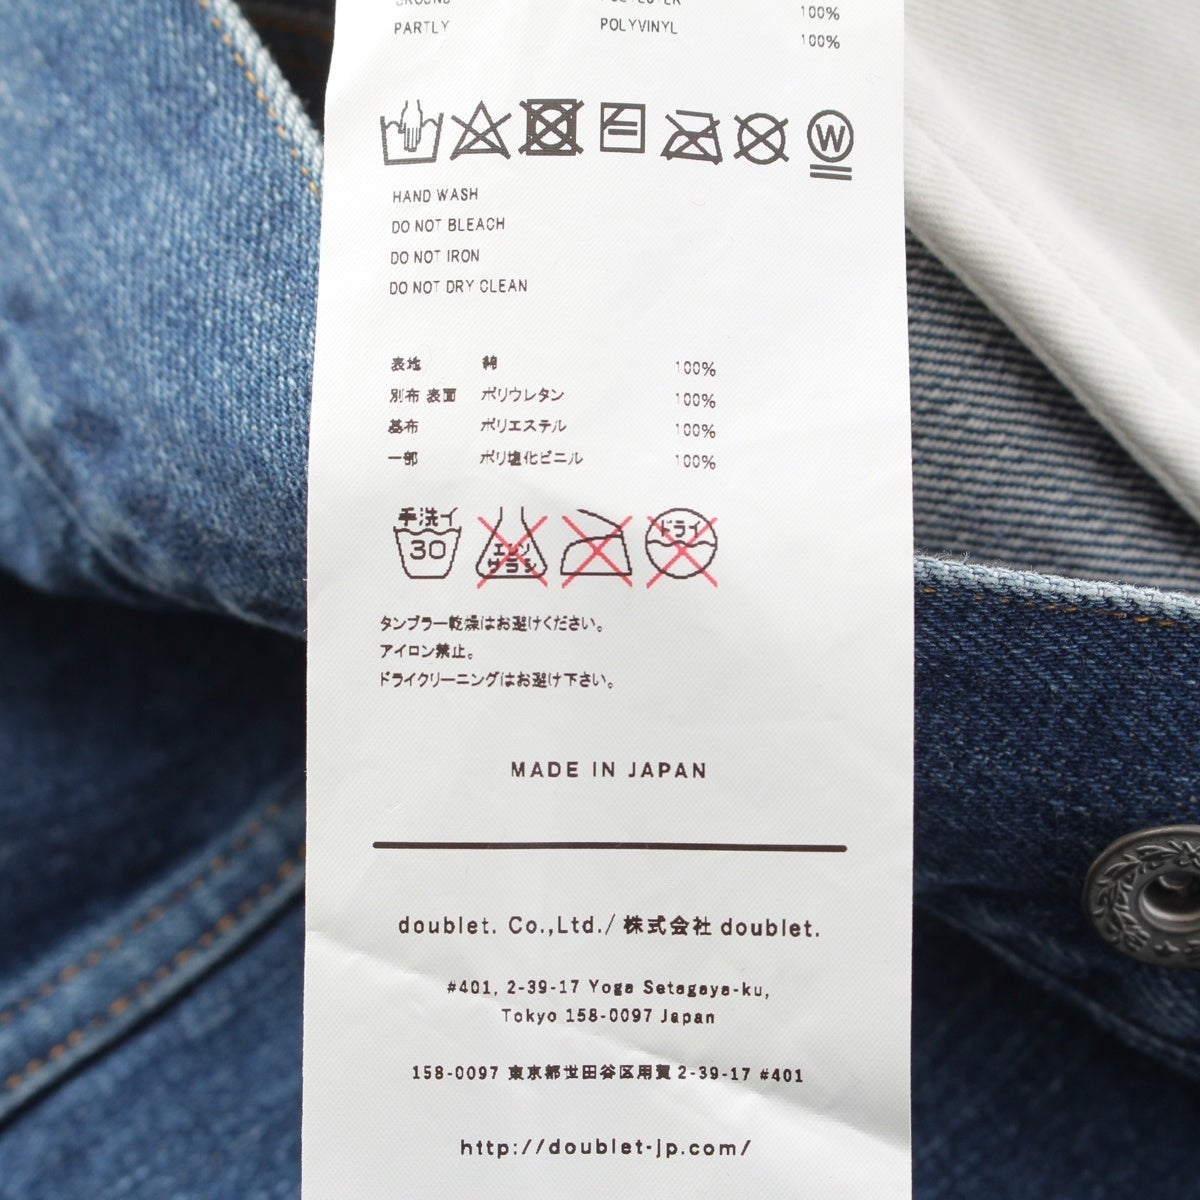 GROUND POLYESTER 100%
PARTLY POLYVINYL 100%
W
HAND WASH
DO NOT BLEACH
DO NOT IRON
DO NOT DRY CLEAN
表地 綿 100%
別布 表面 ポリウレタン 100%
基布 ポリエステル 100%
一部 ポリ塩化ビニル 100%
手洗イ
30
エンソ
サラシ
ドライ
タンブラー乾燥はお避けください。
アイロン禁止。
ドライクリーニングはお避け下さい。
MADE IN JAPAN
doublet. Co.,Ltd./ 株式会社 doublet.
#401, 2-39-17 Yoga Setagaya-ku,
Tokyo 158-0097 Japan
158-0097 東京都世田谷区用賀 2-39-17 #401
http://doublet-jp.com/